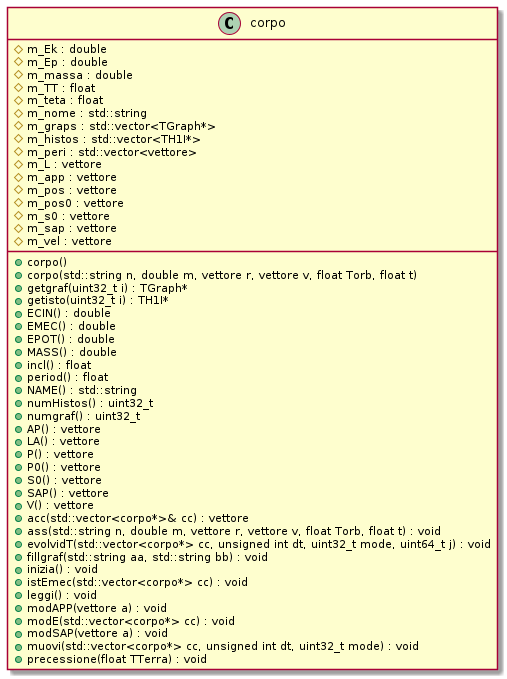 C corpo
m_Ek : double
m_Ep : double
m_massa : double
m_TT : float
m_teta : float
m_nome : std::string
m_graps : std::vector<TGraph*>
m_histos : std::vector<TH1I*>
m_peri : std::vector<vettore>
m_L : vettore
m_app : vettore
m_pos : vettore
m_pos0 : vettore
m_s0 : vettore
m_sap : vettore
m_vel : vettore
corpo()
corpo(std::string n, double m, vettore r, vettore v, float Torb, float t)
getgraf(uint32_t i) : TGraph*
getisto(uint32_t i) : TH1I*
ECIN() : double
EMEC() : double
EPOT() : double
MASS() : double
incl() : float
period() : float
NAME() : std::string
numHistos() : uint32_t
numgraf() : uint32_t
AP() : vettore
LA() : vettore
P() : vettore
P0() : vettore
S0() : vettore
SAP() : vettore
V() : vettore
acc(std::vector<corpo*>& cc) : vettore
ass(std::string n, double m, vettore r, vettore v, float Torb, float t) : void
evolvidT(std::vector<corpo*> cc, unsigned int dt, uint32_t mode, uint64_t j) : void
fillgraf(std::string aa, std::string bb) : void
inizia() : void
istEmec(std::vector<corpo*> cc) : void
leggi() : void
modAPP(vettore a) : void
modE(std::vector<corpo*> cc) : void
modSAP(vettore a) : void
muovi(std::vector<corpo*> cc, unsigned int dt, uint32_t mode) : void
precessione(float TTerra) : void